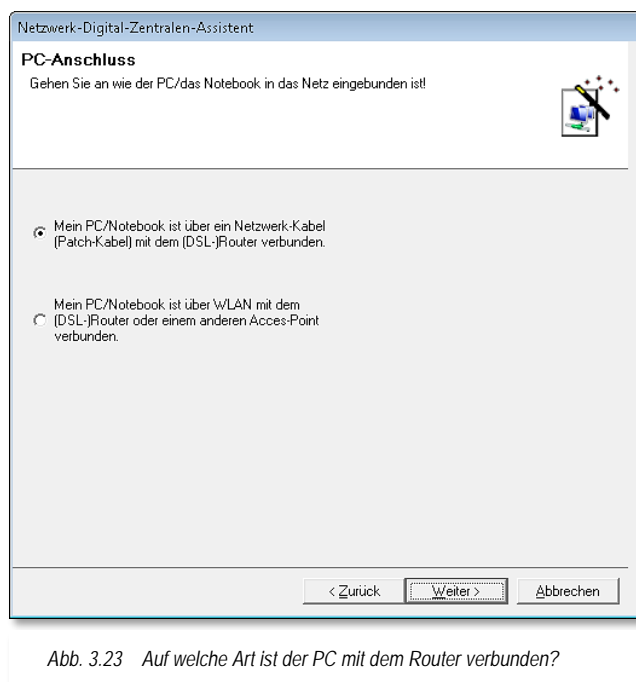 Netzwerk-Digital-Zentralen-Assistent
PC-Anschluss
Gehen Sie an wie der PC/das Notebook in das Netz eingebunden ist!
Mein PC/Notebook ist über ein Netzwerk-Kabel
(Patch-Kabel) mit dem (DSL-)Router verbunden.
Mein PC/Notebook ist über WLAN mit dem
(DSL-)Router oder einem anderen Acces-Point
verbunden.
< Zurück Weiter > Abbrechen
Abb. 3.23 Auf welche Art ist der PC mit dem Router verbunden?